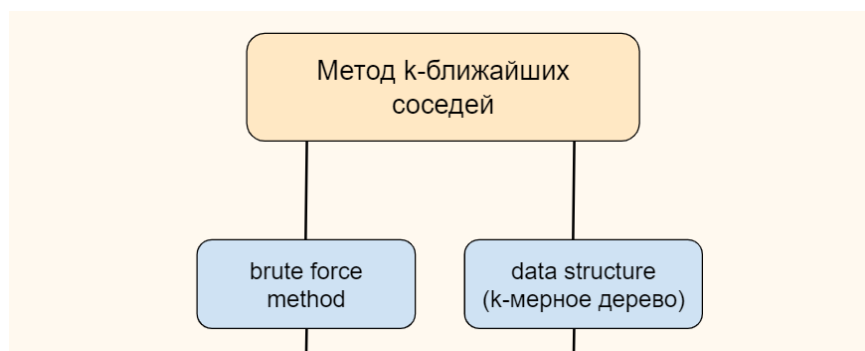 Метод k-ближайших
соседей
brute force
method
data structure
(k-мерное дерево)